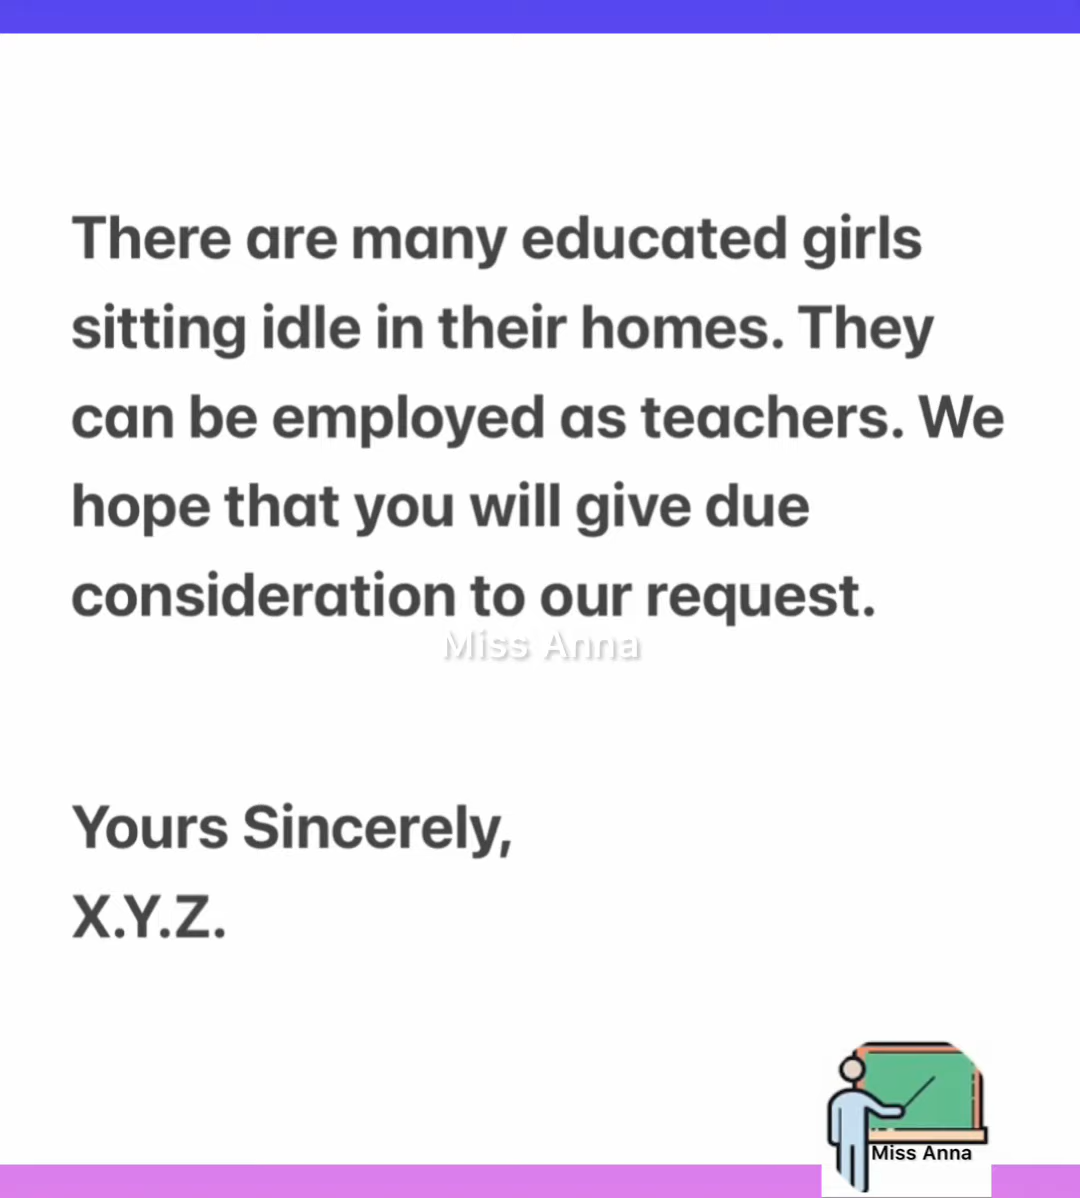 There are many educated girls
sitting idle in their homes. They
can be employed as teachers. We
hope that you will give due
consideration to our request.
Miss Anna
Yours Sincerely,
X.Y.Z.
Miss Anna